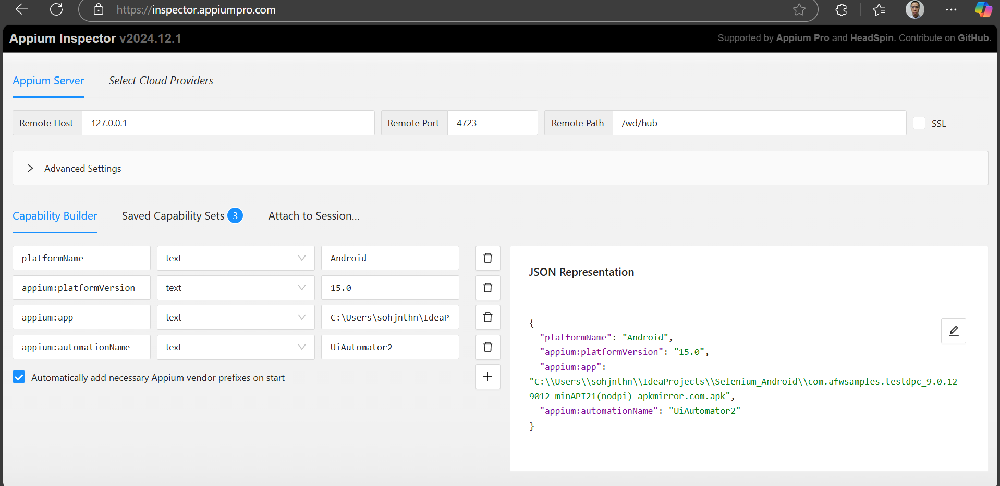 https://inspector.appiumpro.com
Appium Inspector v2024.12.1
Supported by Appium Pro and HeadSpin. Contribute on GitHub.
Appium Server
Select Cloud Providers
Remote Host
127.0.0.1
Remote Port
4723
Remote Path
/wd/hub
SSL
Advanced Settings
Capability Builder
Saved Capability Sets 3
Attach to Session...
platformName
text
Android
appium:platformVersion
text
15.0
appium:app
text
C:\Users\sohjnthn\IdeaP
appium:automationName
text
UiAutomator2
Automatically add necessary Appium vendor prefixes on start
JSON Representation
{
"platformName": "Android",
"appium:platformVersion": "15.0",
"appium:app":
"C:\\Users\\sohjnthn\\IdeaProjects\\Selenium_Android\\com.afwsamples.testdpc_9.0.12-
9012_minAPI21(nodpi)_apkmirror.com.apk",
"appium:automationName": "UiAutomator2"
}